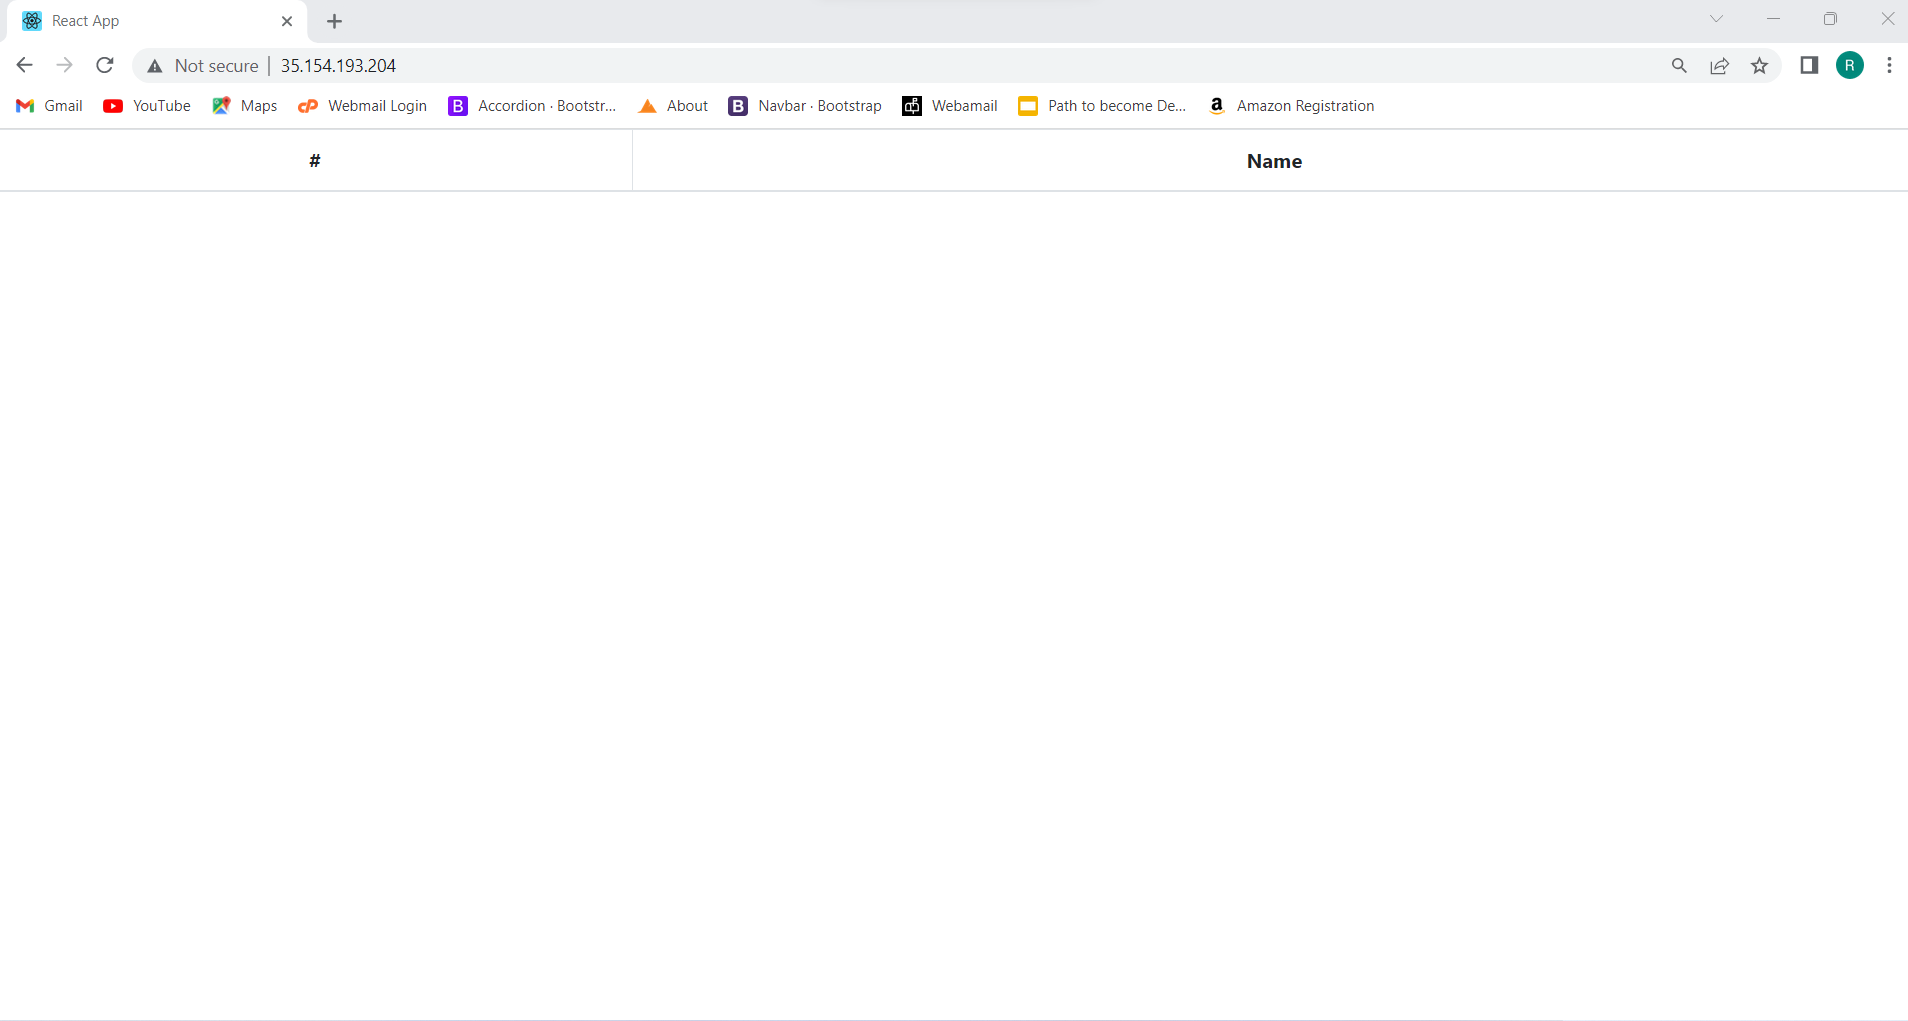 React App
Not secure 35.154.193.204
R
Gmail YouTube Maps Webmail Login Accordion · Bootstr... About Navbar · Bootstrap Webamail Path to become De... Amazon Registration
# Name